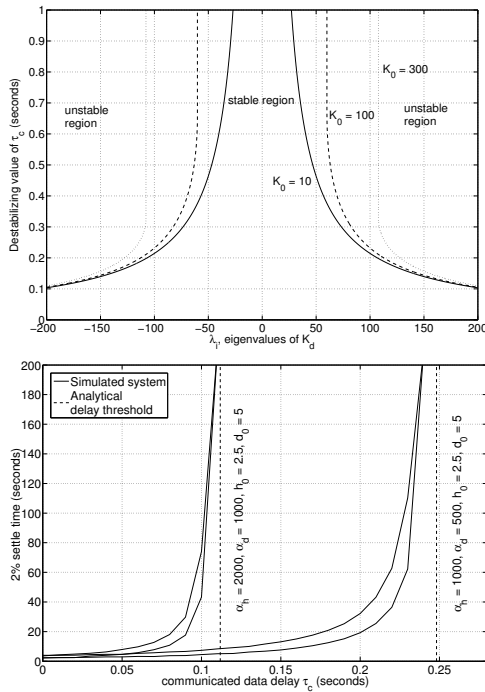 1
0.9
0.8
0.7
0.6
0.5
0.4
0.3
0.2
0.1
0
Destabilizing value of τc (seconds)
unstable
region
stable region
K0 = 300
K0 = 100
unstable
region
K0 = 10
−200 −150 −100 −50 0 50 100 150 200
λi, eigenvalues of Kd
200
180
160
140
120
100
80
60
40
20
0
2% settle time (seconds)
Simulated system
Analytical
delay threshold
αh = 2000, αd = 1000, h0 = 2.5, d0 = 5
αh = 1000, αd = 500, h0 = 2.5, d0 = 5
0 0.05 0.1 0.15 0.2 0.25
communicated data delay τc (seconds)